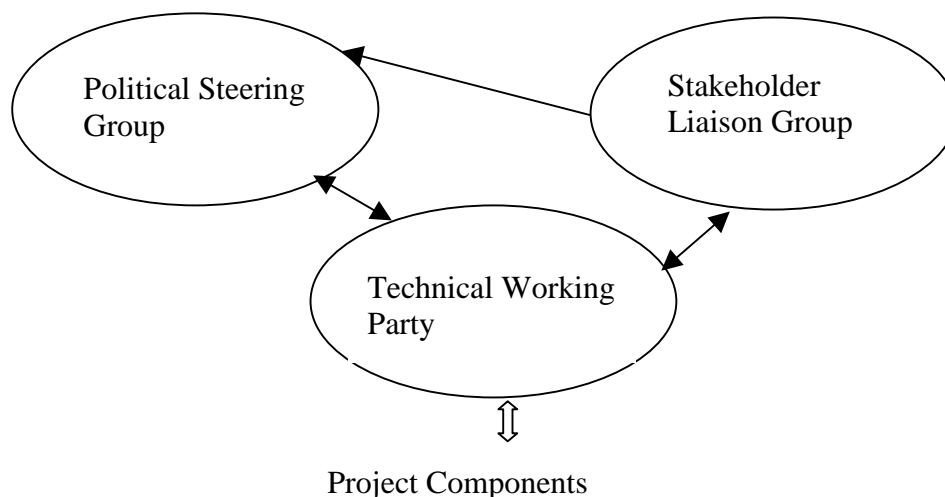 Political Steering
Group
Stakeholder
Liaison Group
Technical Working
Party
Project Components